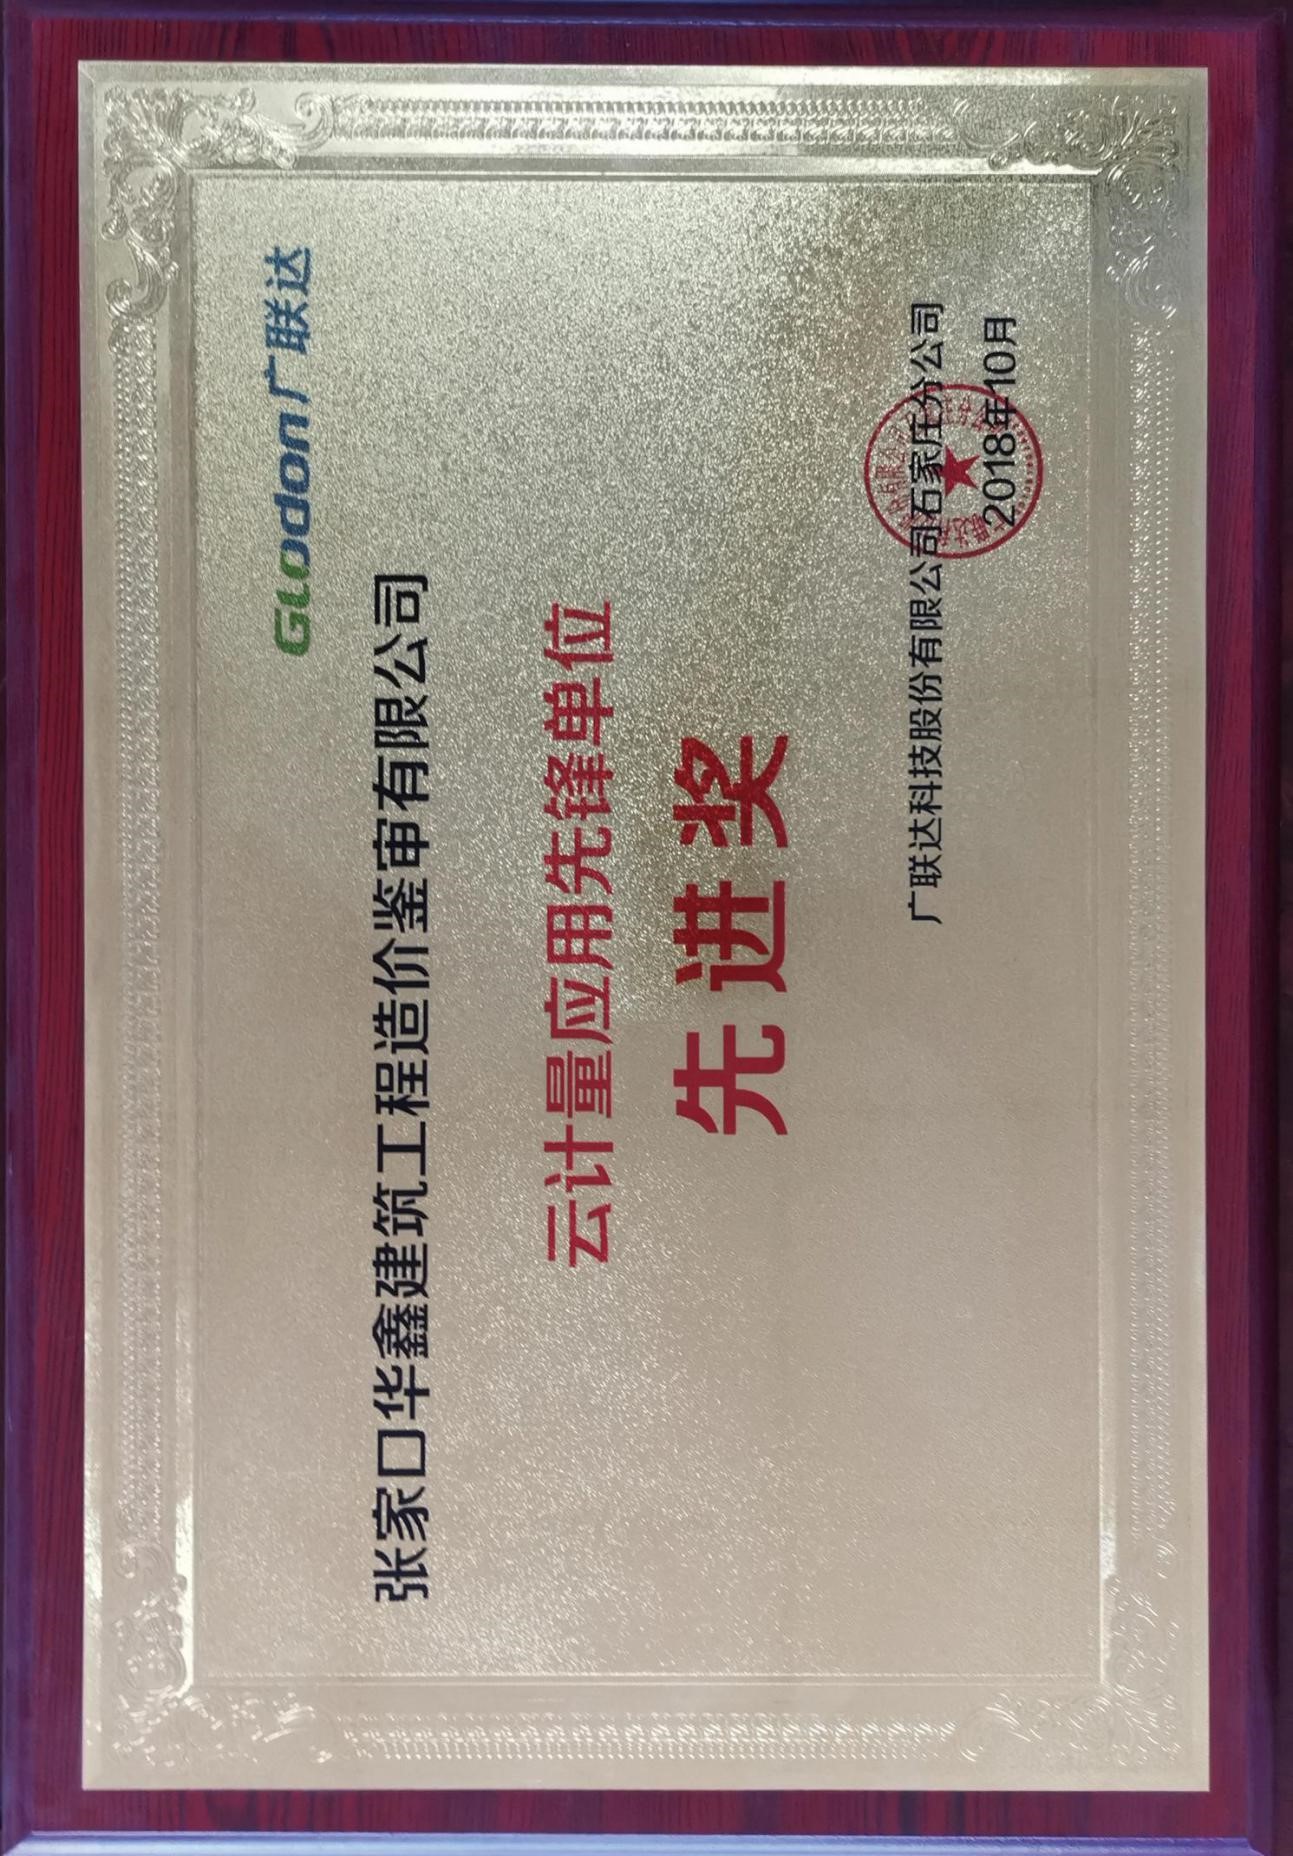 Glodon广联达
张家口华鑫建筑工程造价鉴审有限公司
云计量应用先锋单位
先进奖
广联达科技股份有限公司石家庄分公司
2018年10月